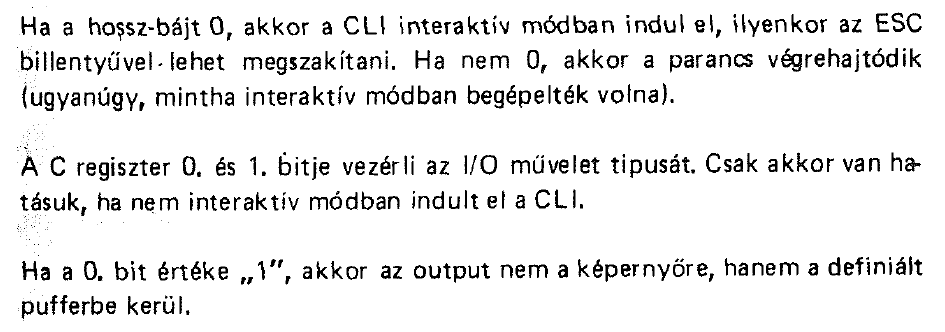 Ha a hossz-bájt 0, akkor a CLI interaktív módban indul el, ilyenkor az ESC
billentyűvel lehet megszakítani. Ha nem 0, akkor a parancs végrehajtódik
(ugyanúgy, mintha interaktív módban begépelték volna).
A C regiszter 0. és 1. bitje vezérli az I/O művelet tipusát. Csak akkor van ha-
tásuk, ha nem interaktív módban indult el a CLI.
Ha a 0. bit értéke „1", akkor az output nem a képernyőre, hanem a definiált
pufferbe kerül.